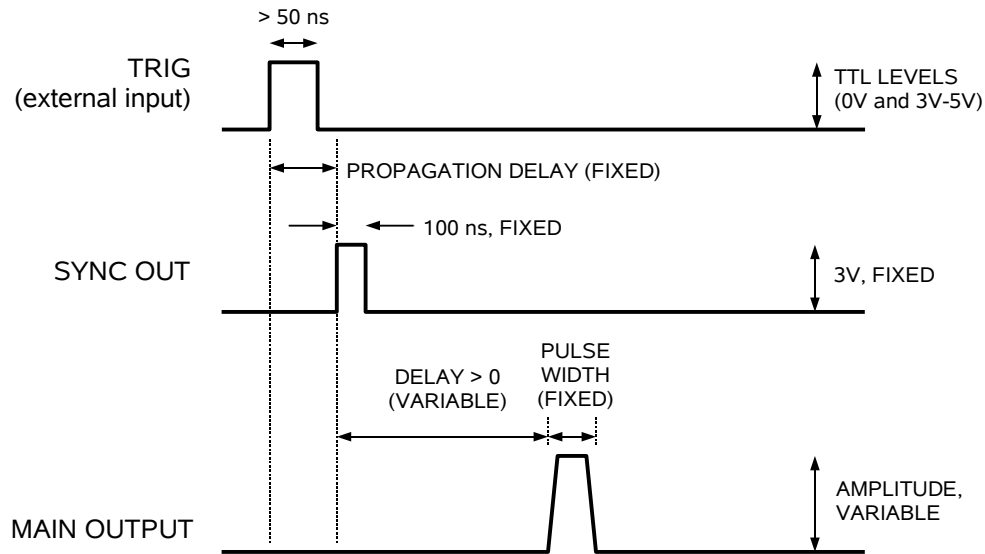 > 50 ns
TRIG
(external input)
TTL LEVELS
(0V and 3V-5V)
PROPAGATION DELAY (FIXED)
100 ns, FIXED
SYNC OUT
3V, FIXED
DELAY > 0
(VARIABLE)
PULSE
WIDTH
(FIXED)
MAIN OUTPUT
AMPLITUDE,
VARIABLE